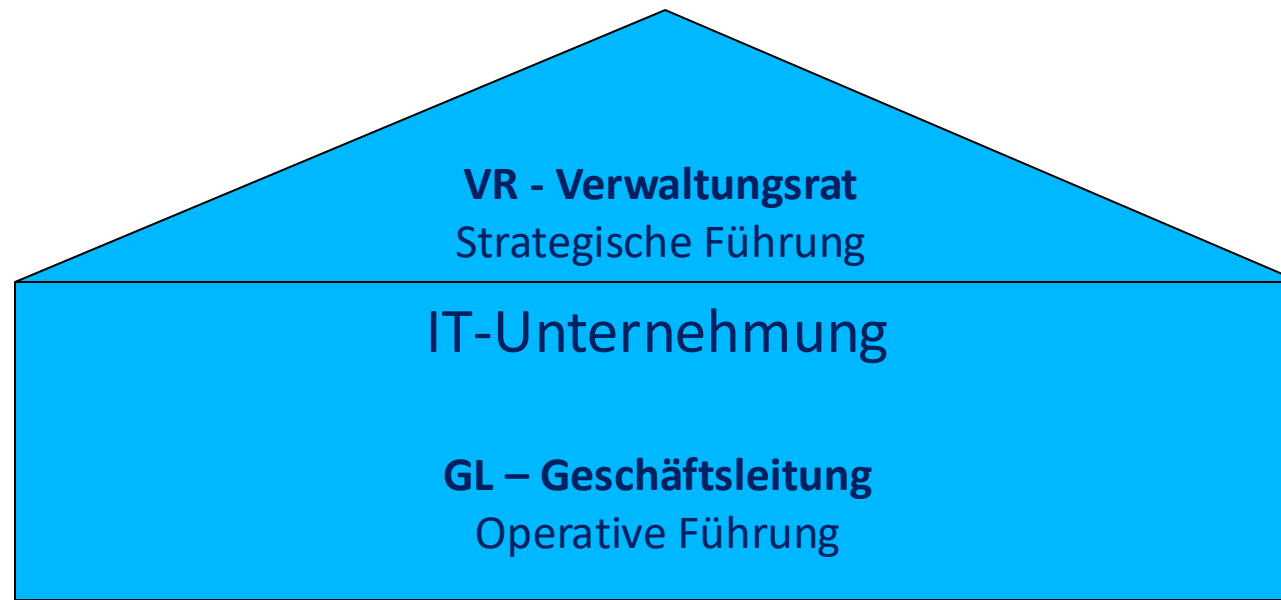 VR - Verwaltungsrat
Strategische Führung
IT-Unternehmung
GL – Geschäftsleitung
Operative Führung